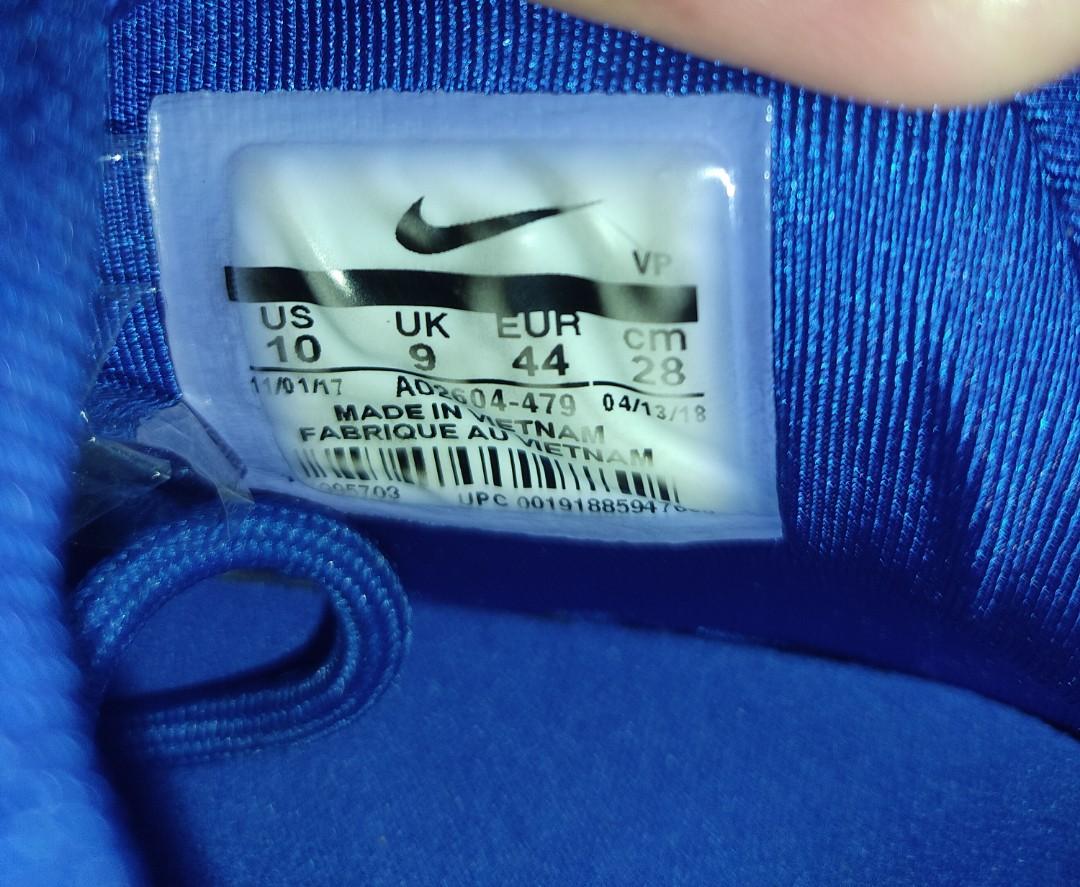 VP
US UK EUR cm
10 9 44 28
11/01/17 AO2604-479 04/13/18
MADE IN VIETNAM
FABRIQUE AU VIETNAM
UPC